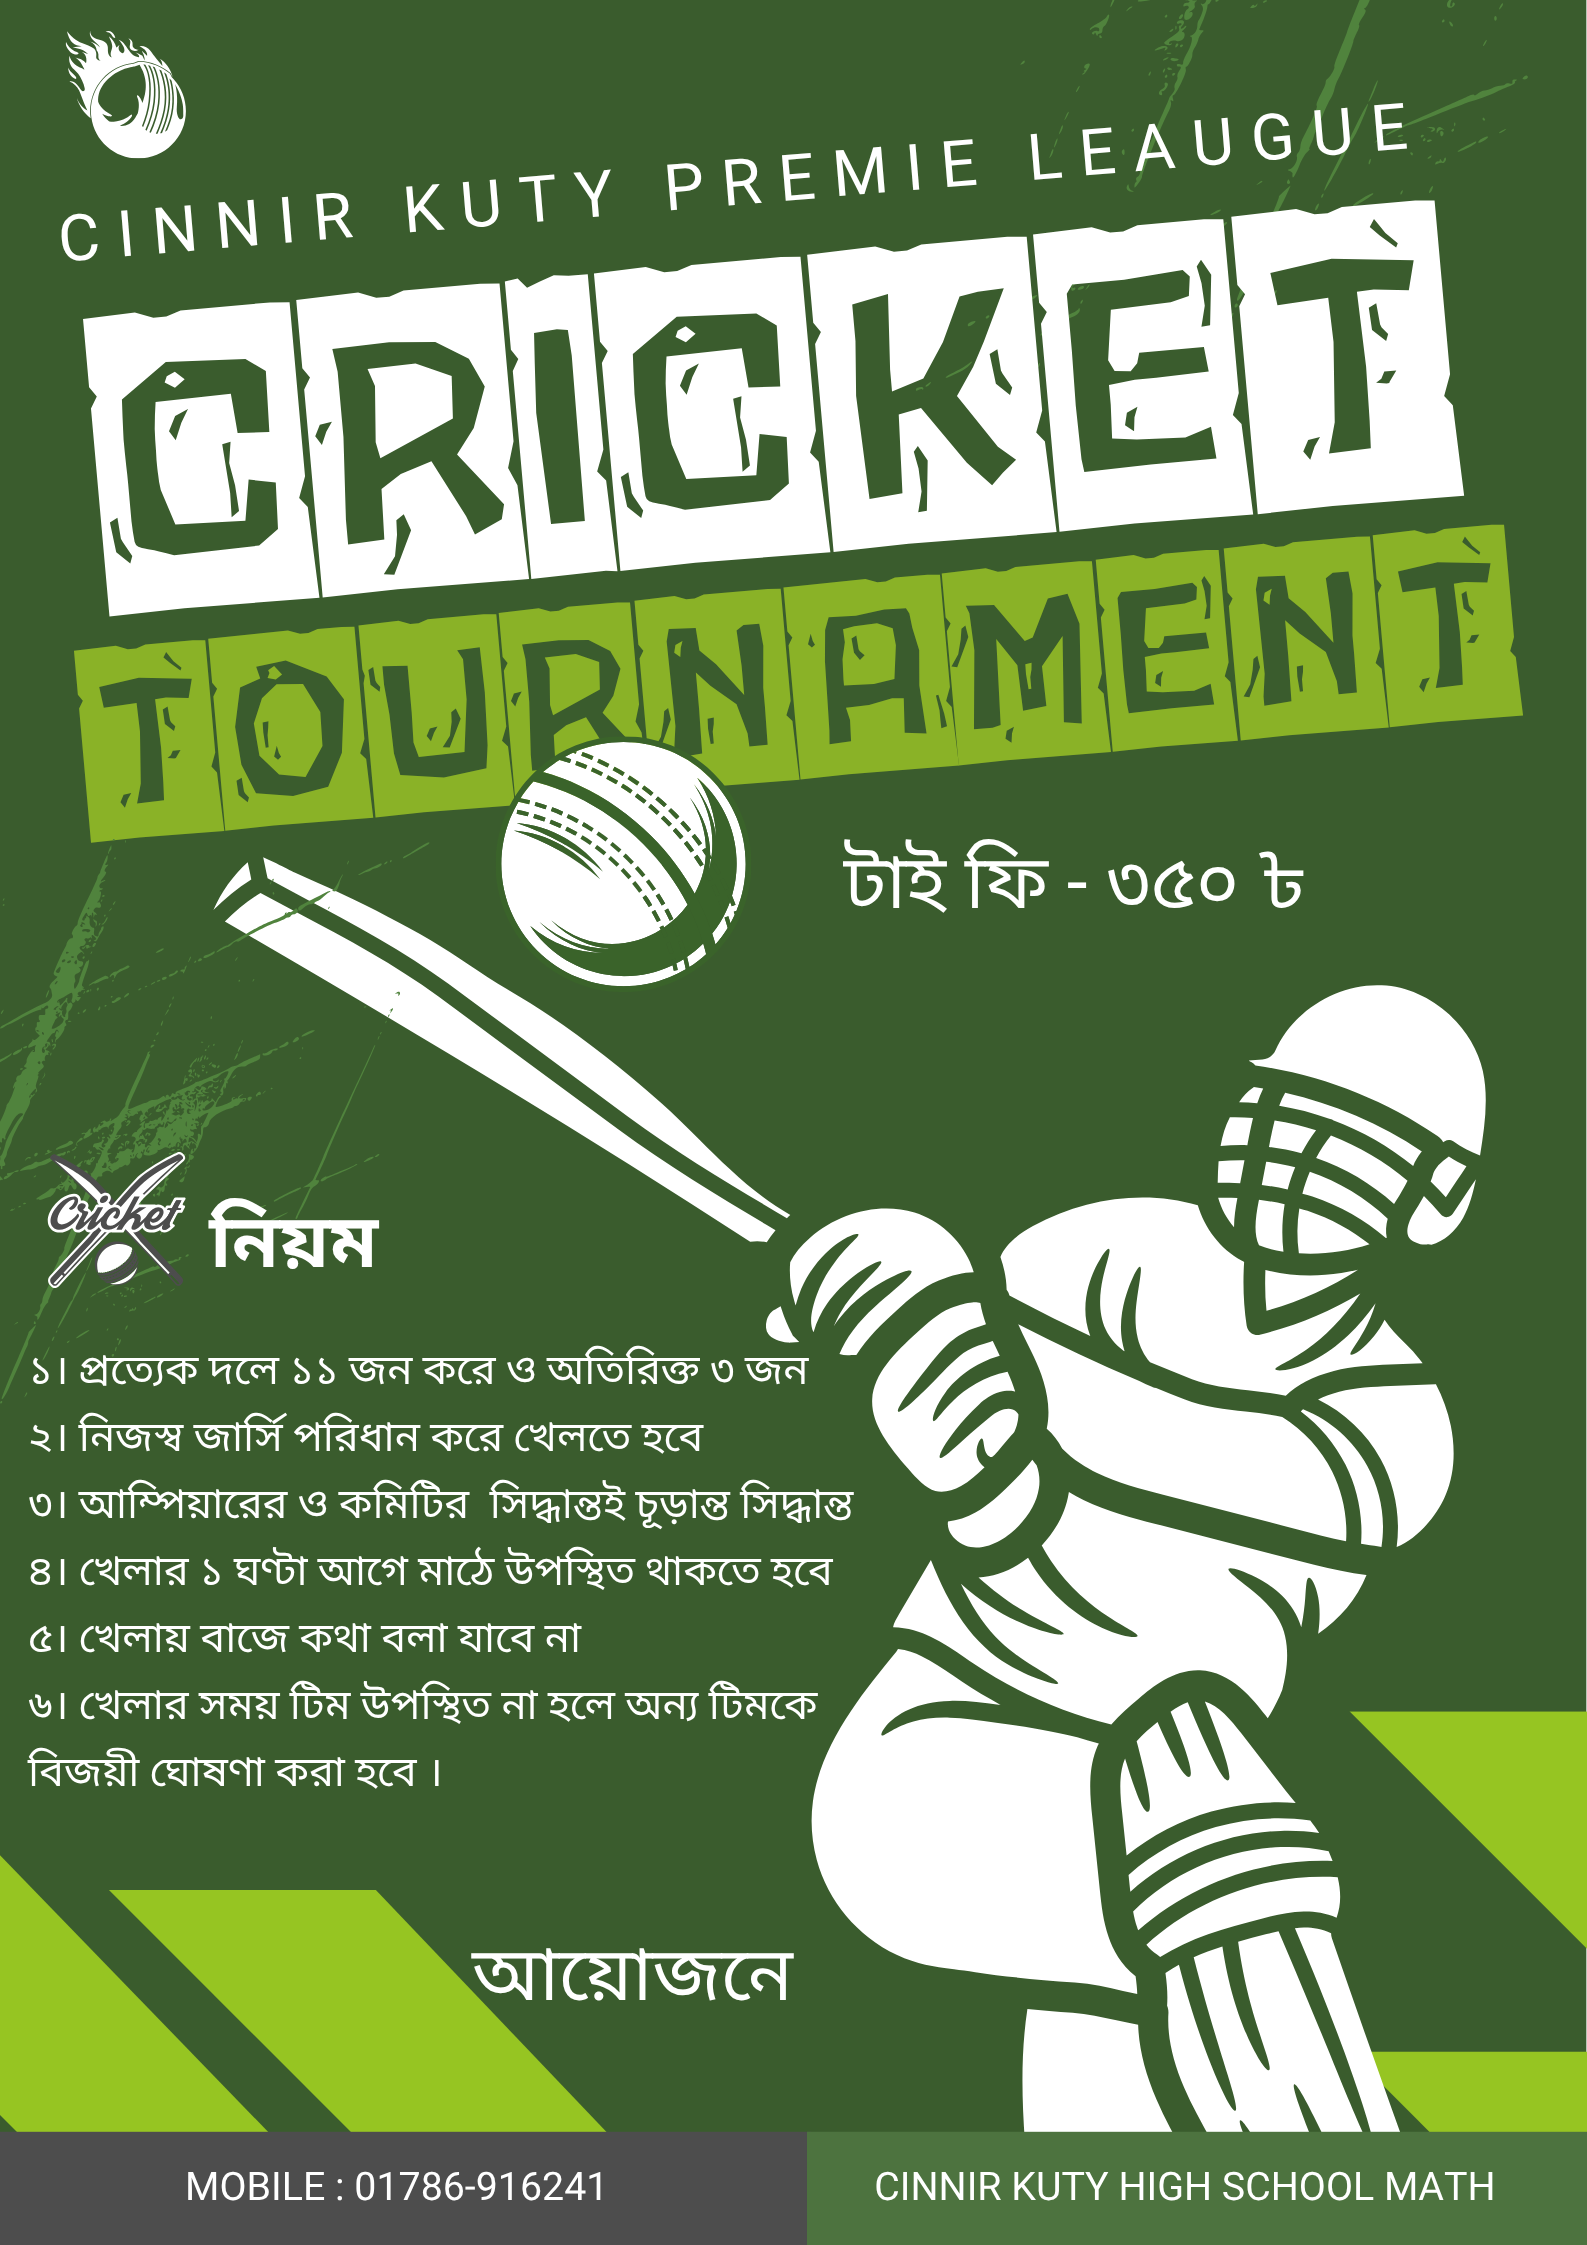 CINNIR KUTY PREMIE LEAUGUE
CRICKET
TOURNAMENT
টাই ফি - ৩৫০ ৳
Cricket
নিয়ম
১। প্রত্যেক দলে ১১ জন করে ও অতিরিক্ত ৩ জন
২। নিজস্ব জার্সি পরিধান করে খেলতে হবে
৩। আম্পিয়ারের ও কমিটির সিদ্ধান্তই চূড়ান্ত সিদ্ধান্ত
৪। খেলার ১ ঘণ্টা আগে মাঠে উপস্থিত থাকতে হবে
৫। খেলায় বাজে কথা বলা যাবে না
৬। খেলার সময় টিম উপস্থিত না হলে অন্য টিমকে
বিজয়ী ঘোষণা করা হবে ।
আয়োজনে
MOBILE : 01786-916241
CINNIR KUTY HIGH SCHOOL MATH